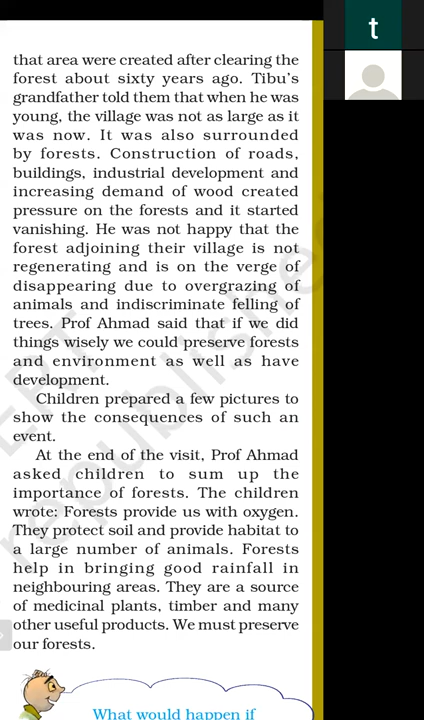 that area were created after clearing the
forest about sixty years ago. Tibu's
grandfather told them that when he was
young, the village was not as large as it
was now. It was also surrounded
by forests. Construction of roads,
buildings, industrial development and
increasing demand of wood created
pressure on the forests and it started
vanishing. He was not happy that the
forest adjoining their village is not
regenerating and is on the verge of
disappearing due to overgrazing of
animals and indiscriminate felling of
trees. Prof Ahmad said that if we did
things wisely we could preserve forests
and environment as well as have
development.
Children prepared a few pictures to
show the consequences of such an
event.
At the end of the visit, Prof Ahmad
asked children to sum up the
importance of forests. The children
wrote: Forests provide us with oxygen.
They protect soil and provide habitat to
a large number of animals. Forests
help in bringing good rainfall in
neighbouring areas. They are a source
of medicinal plants, timber and many
other useful products. We must preserve
our forests.
What would happen if
t